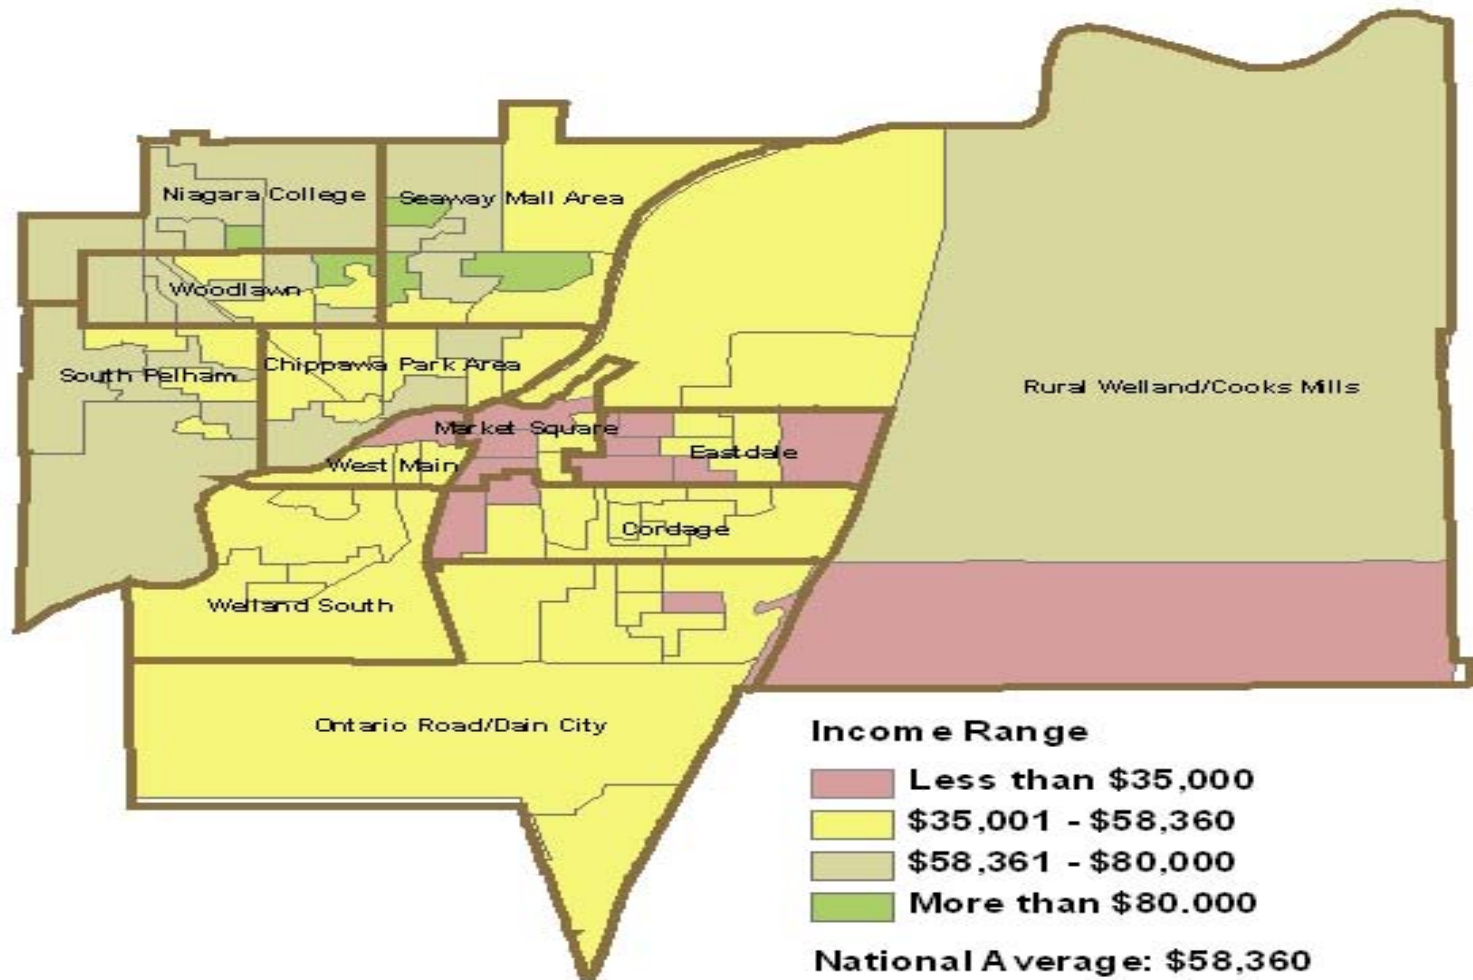 Niagara College
Seaway Mall Area
Woodlawn
South Pelham
Chippawa Park Area
Rural Welland/Cooks Mills
Market Square
West Main
Eastdale
Cordage
Welland South
Ontario Road/Dain City
Income Range
Less than $35,000
$35,001 - $58,360
$58,361 - $80,000
More than $80.000
National Average: $58,360